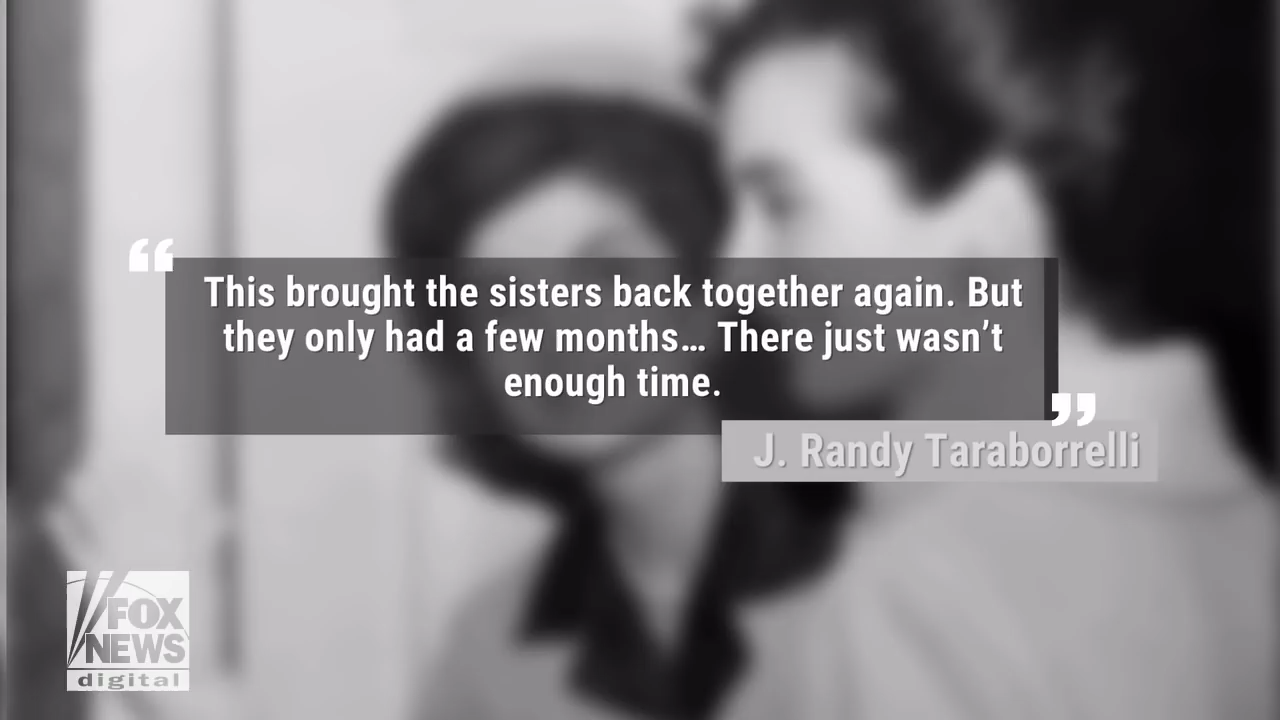 “
This brought the sisters back together again. But
they only had a few months… There just wasn’t
enough time.
”
J. Randy Taraborrelli
FOX
NEWS
digital